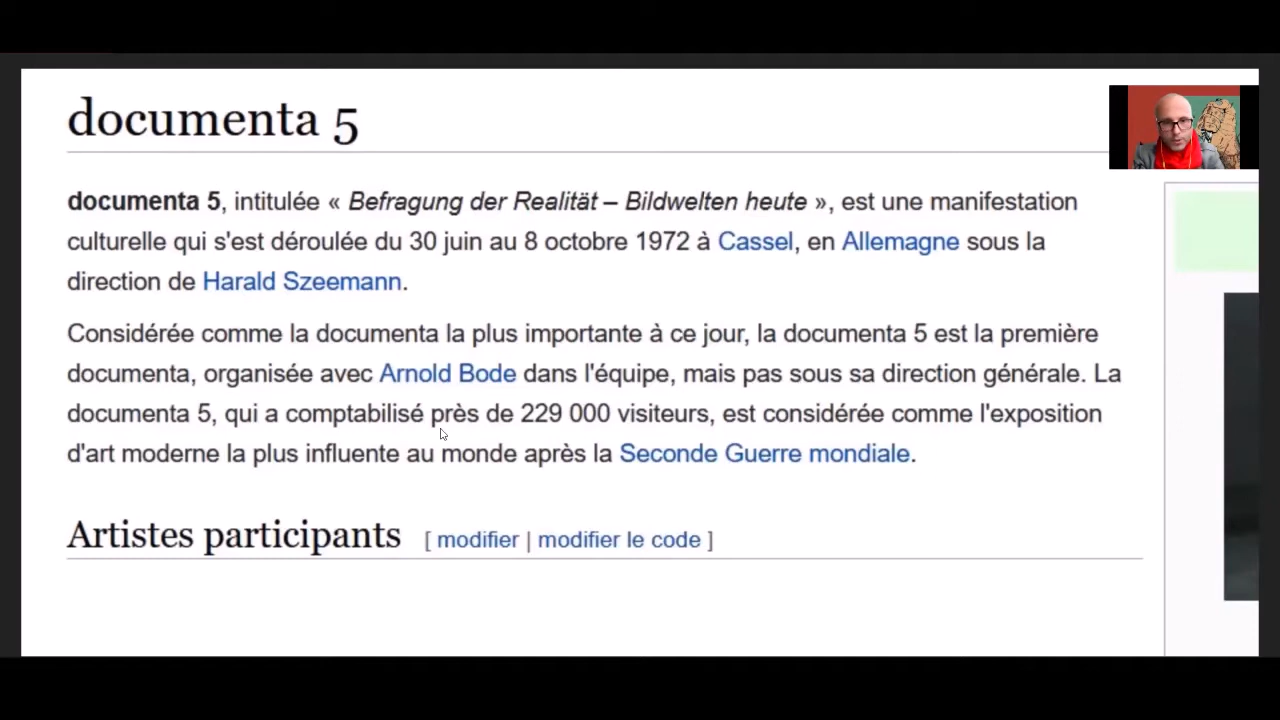 documenta 5
documenta 5, intitulée « Befragung der Realität – Bildwelten heute », est une manifestation
culturelle qui s'est déroulée du 30 juin au 8 octobre 1972 à Cassel, en Allemagne sous la
direction de Harald Szeemann.
Considérée comme la documenta la plus importante à ce jour, la documenta 5 est la première
documenta, organisée avec Arnold Bode dans l'équipe, mais pas sous sa direction générale. La
documenta 5, qui a comptabilisé près de 229 000 visiteurs, est considérée comme l'exposition
d'art moderne la plus influente au monde après la Seconde Guerre mondiale.
Artistes participants [ modifier | modifier le code ]